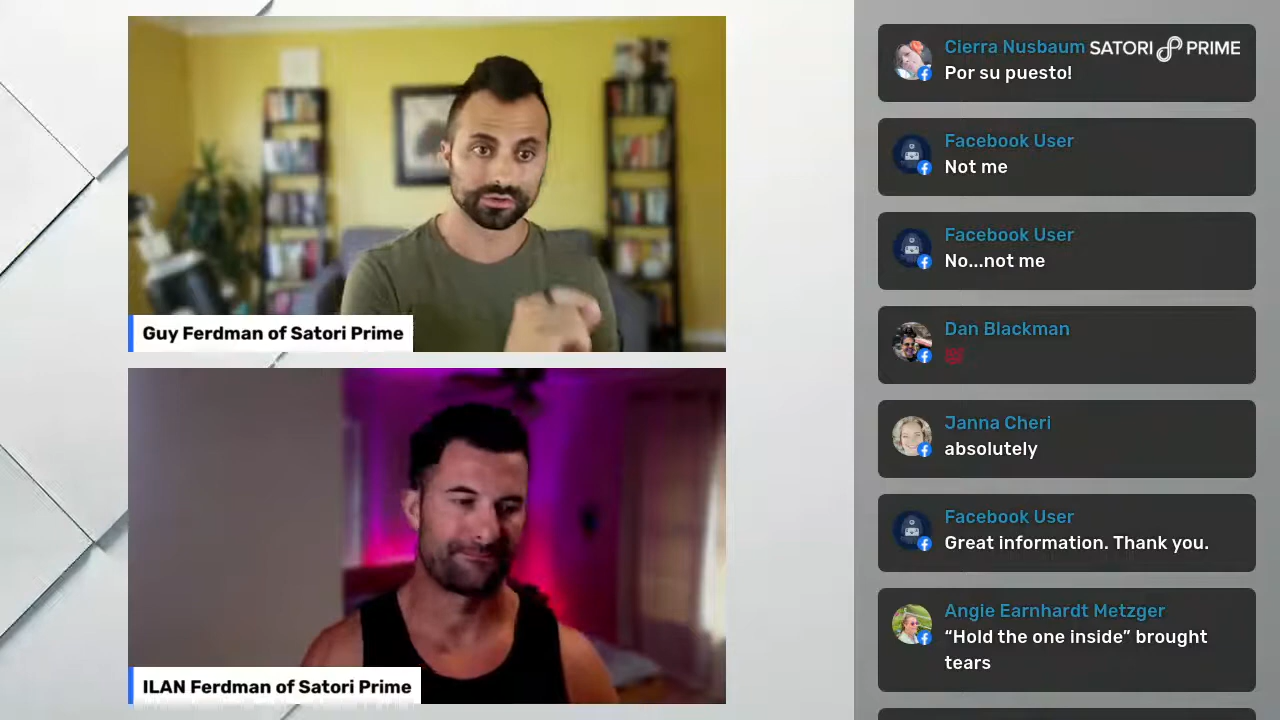 Guy Ferdman of Satori Prime
ILAN Ferdman of Satori Prime
SATORI PRIME
Cierra Nusbaum
Por su puesto!
Facebook User
Not me
Facebook User
No...not me
Dan Blackman
💯
Janna Cheri
absolutely
Facebook User
Great information. Thank you.
Angie Earnhardt Metzger
“Hold the one inside” brought
tears